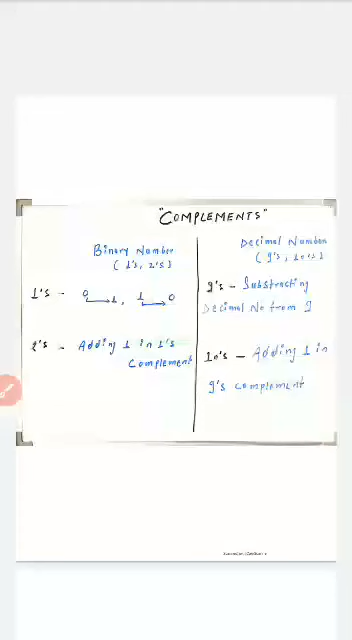 "COMPLEMENTS"
Binary Number
(1's, 2's)
1's - 0→1, 1→0
2's - Adding 1 in 1's
Complement
Decimal Number
(9's, 10's)
9's - Substracting
Decimal No from 9
10's - Adding 1 in
9's complement